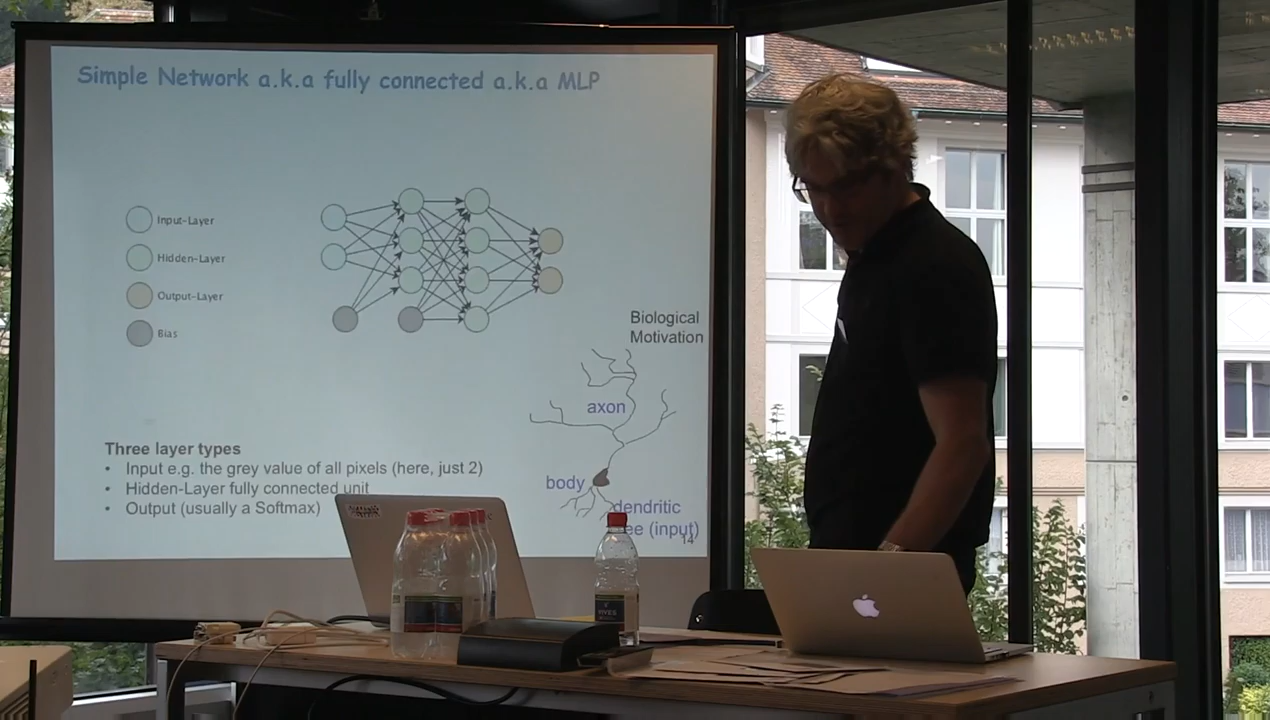 Simple Network a.k.a fully connected a.k.a MLP
Input-Layer
Hidden-Layer
Output-Layer
Bias
Biological
Motivation
axon
body
dendritic
ee (input)
Three layer types
• Input e.g. the grey value of all pixels (here, just 2)
• Hidden-Layer fully connected unit
• Output (usually a Softmax)
14